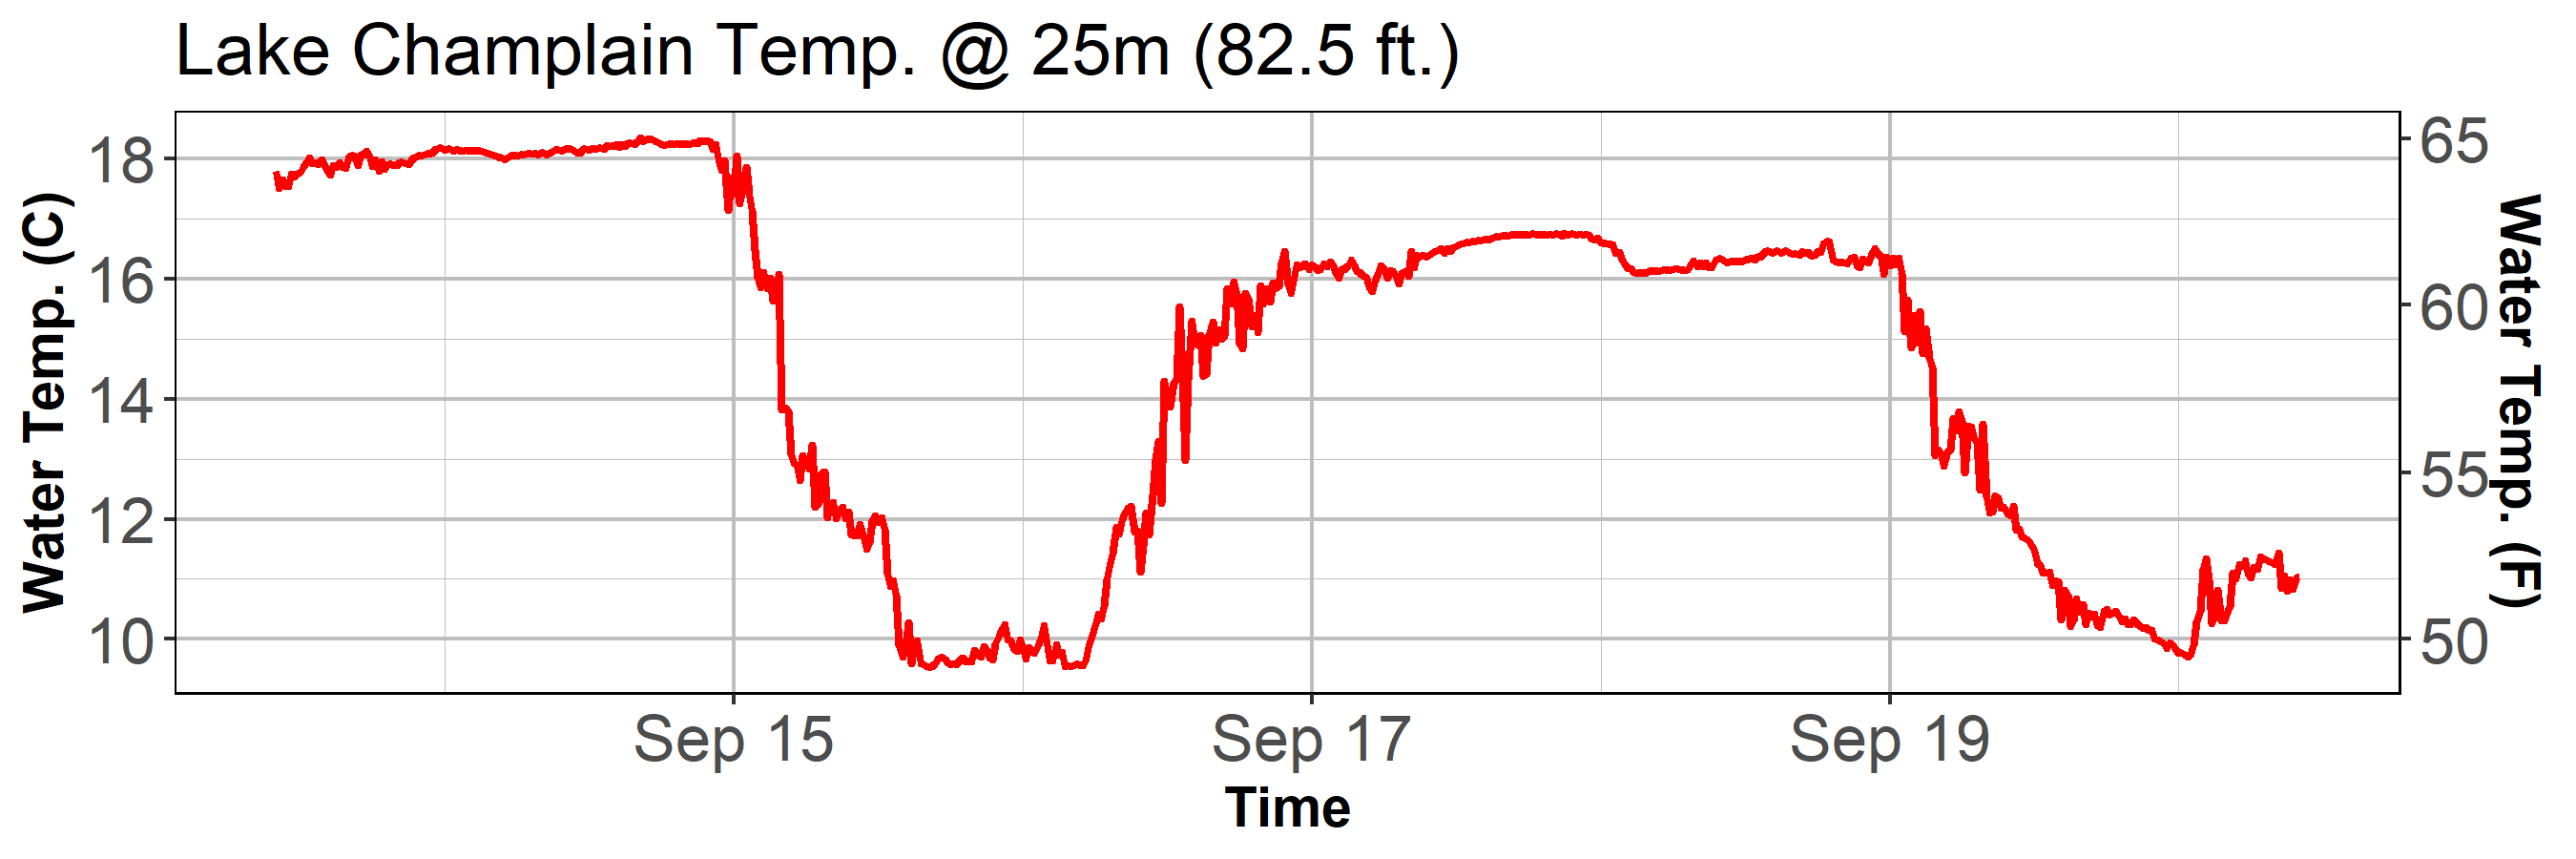 Lake Champlain Temp. @ 25m (82.5 ft.)
Water Temp. (C)
18
16
14
12
10
65
60
55
50
Water Temp. (F)
Sep 15 Sep 17 Sep 19
Time